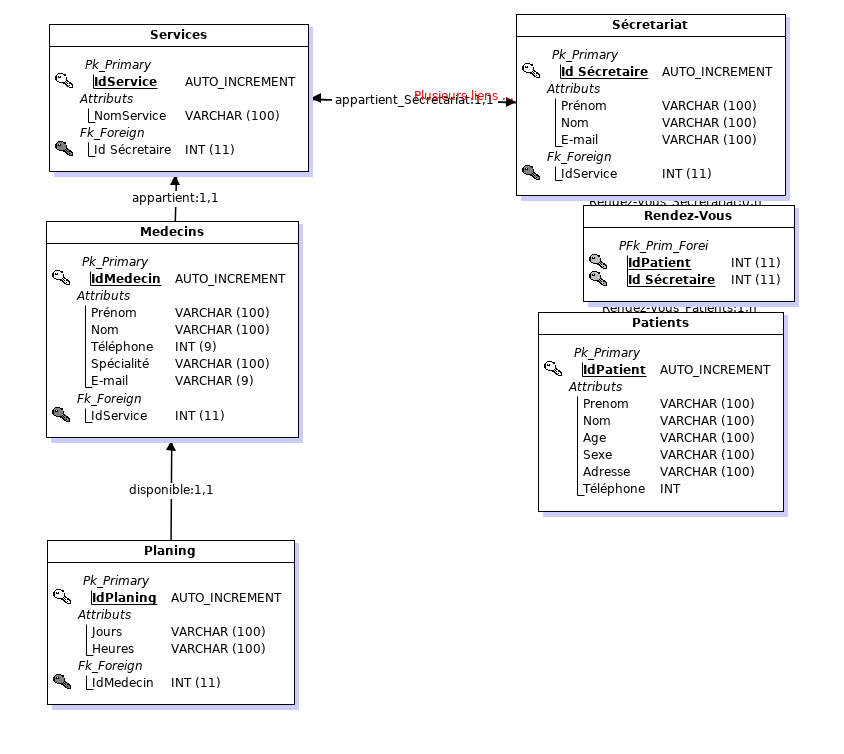 Services
Pk_Primary
IdService AUTO_INCREMENT
Attributs
NomService VARCHAR (100)
Fk_Foreign
Id Sécretaire INT (11)
appartient_Sécretariat:1,1
Plusieurs liens ...
Sécretariat
Pk_Primary
Id Sécretaire AUTO_INCREMENT
Attributs
Prénom VARCHAR (100)
Nom VARCHAR (100)
E-mail VARCHAR (100)
Fk_Foreign
IdService INT (11)
appartient:1,1
Rendez-Vous_Sécretariat:0,n
Medecins
Pk_Primary
IdMedecin AUTO_INCREMENT
Attributs
Prénom VARCHAR (100)
Nom VARCHAR (100)
Téléphone INT (9)
Spécialité VARCHAR (100)
E-mail VARCHAR (9)
Fk_Foreign
IdService INT (11)
Rendez-Vous
PFk_Prim_Forei
IdPatient INT (11)
Id Sécretaire INT (11)
Rendez-Vous_Patients:1,n
Patients
Pk_Primary
IdPatient AUTO_INCREMENT
Attributs
Prenom VARCHAR (100)
Nom VARCHAR (100)
Age VARCHAR (100)
Sexe VARCHAR (100)
Adresse VARCHAR (100)
Téléphone INT
disponible:1,1
Planing
Pk_Primary
IdPlaning AUTO_INCREMENT
Attributs
Jours VARCHAR (100)
Heures VARCHAR (100)
Fk_Foreign
IdMedecin INT (11)